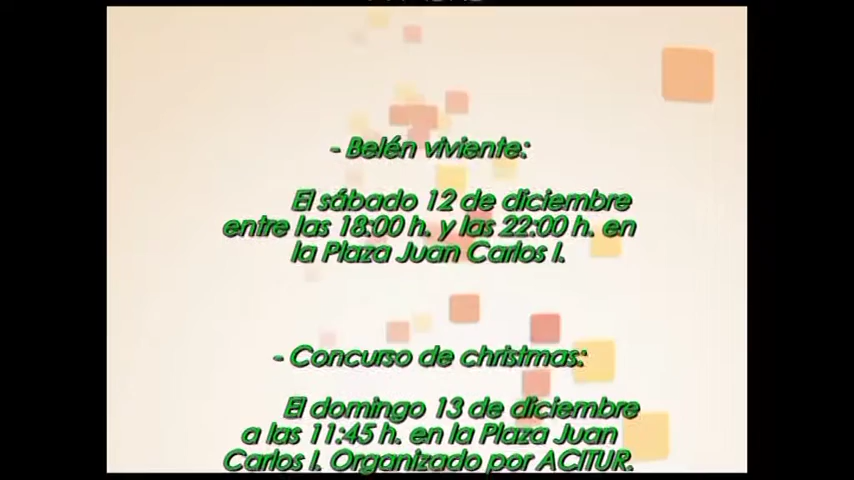 - Belén viviente:
El sábado 12 de diciembre
entre las 18:00 h. y las 22:00 h. en
la Plaza Juan Carlos I.
- Concurso de christmas:
El domingo 13 de diciembre
a las 11:45 h. en la Plaza Juan
Carlos I. Organizado por ACITUR.